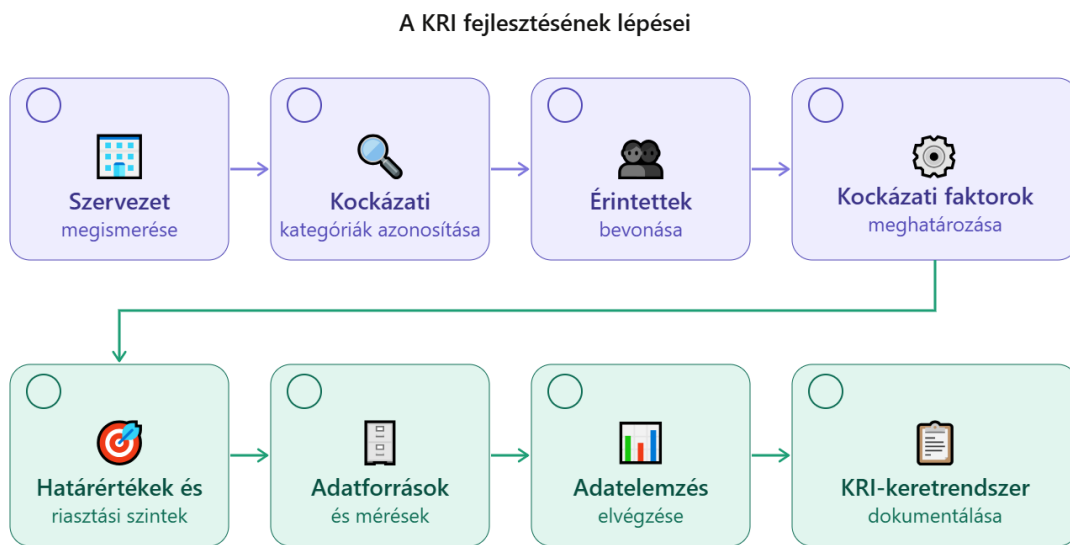 A KRI fejlesztésének lépései
Szervezet
megismerése
Kockázati
kategóriák azonosítása
Érintettek
bevonása
Kockázati faktorok
meghatározása
Határértékek és
riasztási szintek
Adatforrások
és mérések
Adatelemzés
elvégzése
KRI-keretrendszer
dokumentálása